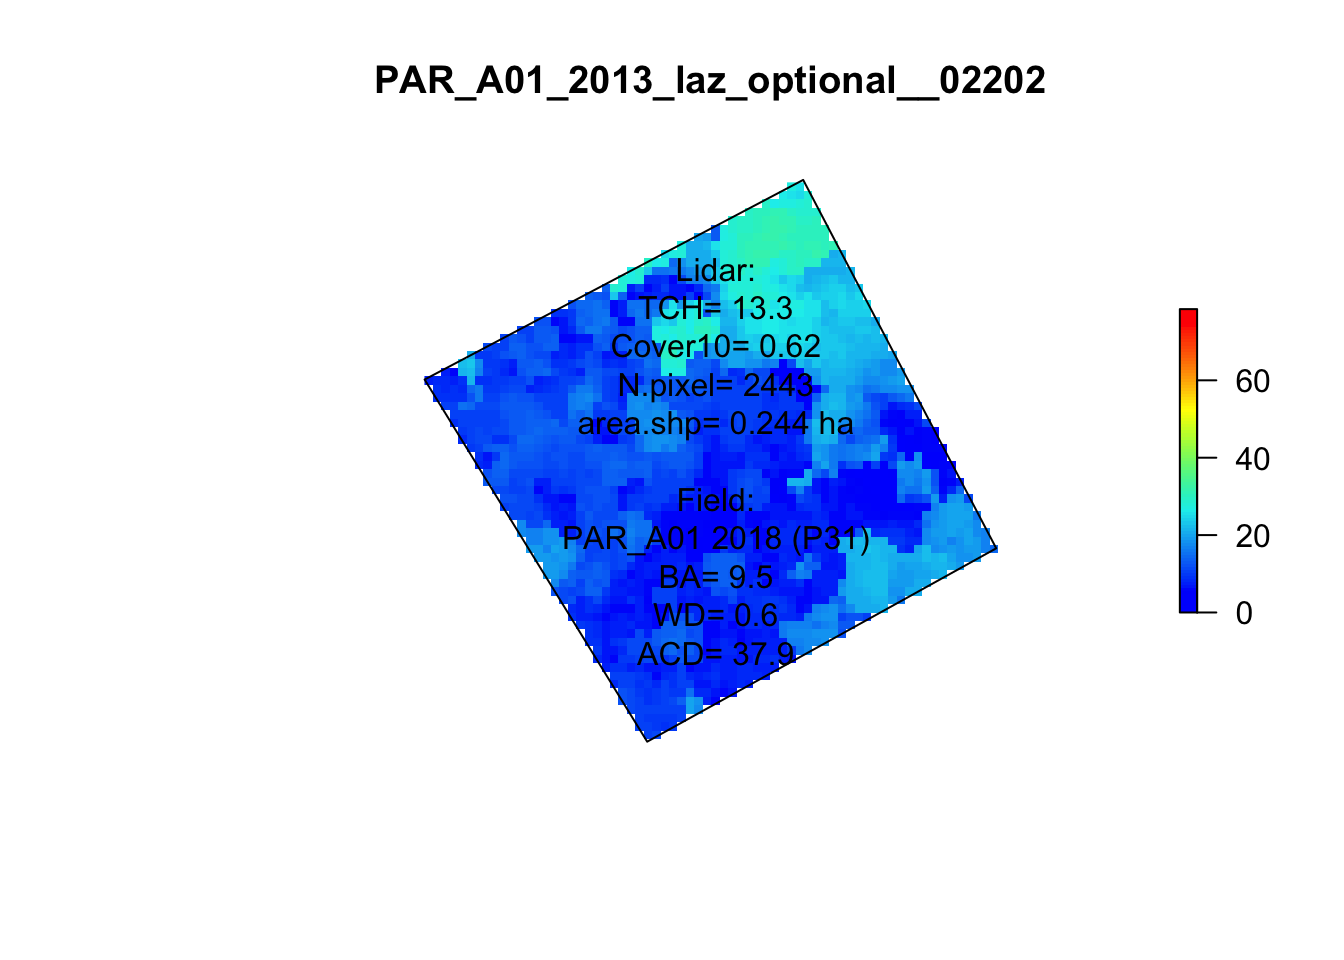 PAR_A01_2013_laz_optional__02202
Lidar:
TCH= 13.3
Cover10= 0.62
N.pixel= 2443
area.shp= 0.244 ha
Field:
PAR_A01 2018 (P31)
BA= 9.5
WD= 0.6
ACD= 37.9
60
40
20
0